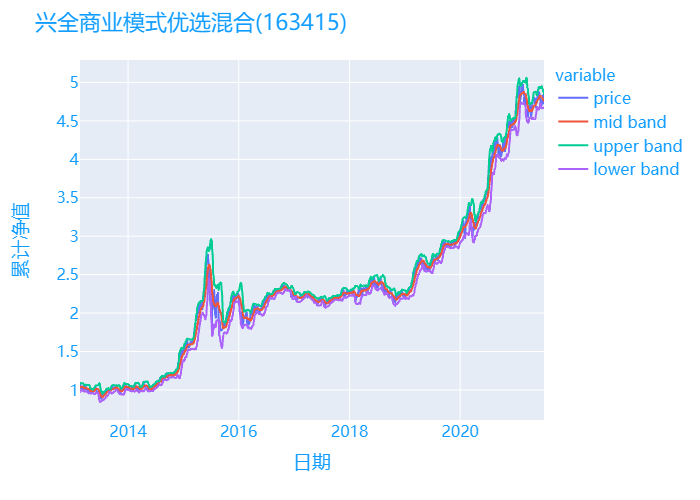 兴全商业模式优选混合(163415)
variable
price
mid band
upper band
lower band
累计净值
5
4.5
4
3.5
3
2.5
2
1.5
1
2014 2016 2018 2020
日期